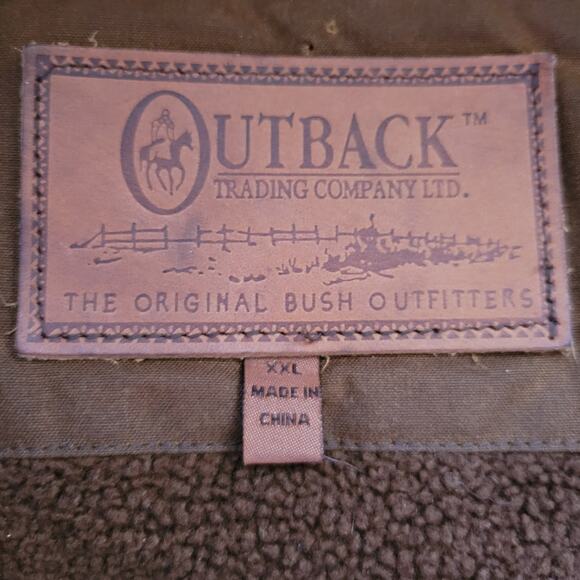 OUTBACK™
TRADING COMPANY LTD.
THE ORIGINAL BUSH OUTFITTERS
XXL
MADE IN
CHINA